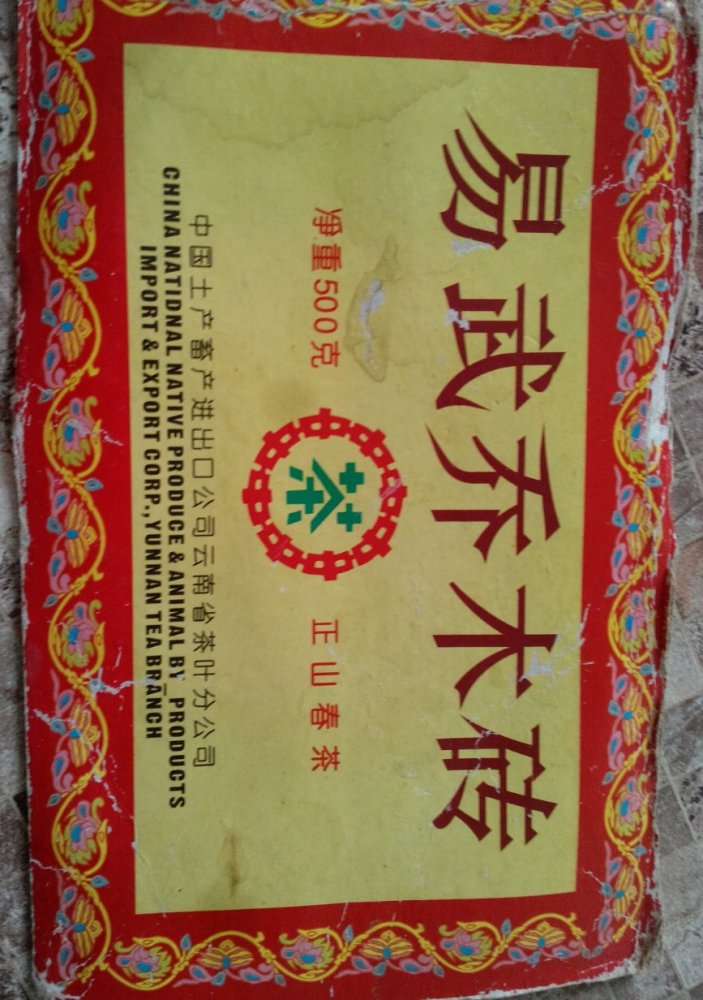 易武乔木砖
净重500克
茶
正山春茶
中国土产畜产进出口公司云南省茶叶分公司
CHINA NATIDNAL NATIVE PRODUCE & ANIMAL BY_PRODUCTS
IMPORT & EXPORT CORP.,YUNNAN TEA BRANCH